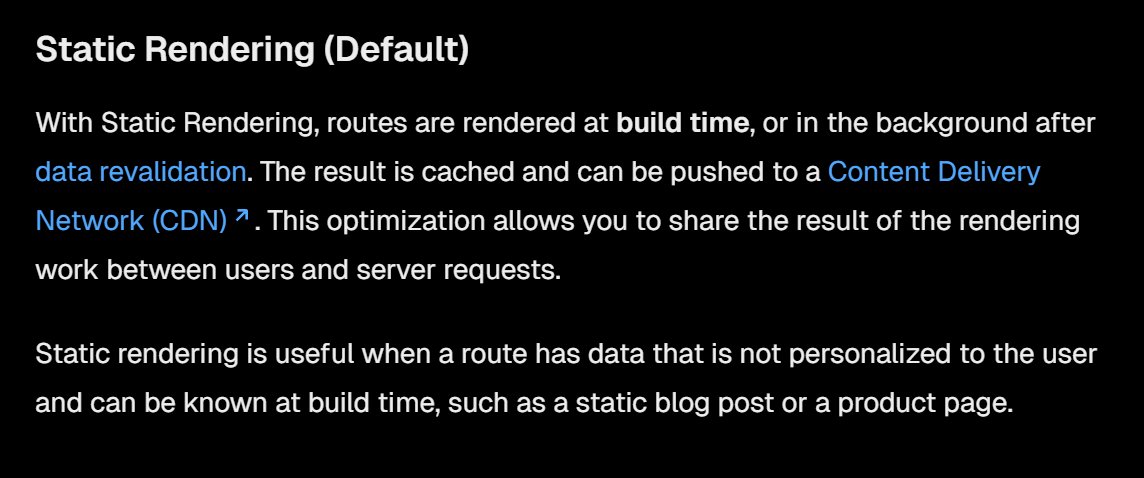 Static Rendering (Default)
With Static Rendering, routes are rendered at build time, or in the background after
data revalidation. The result is cached and can be pushed to a Content Delivery
Network (CDN) ↗. This optimization allows you to share the result of the rendering
work between users and server requests.
Static rendering is useful when a route has data that is not personalized to the user
and can be known at build time, such as a static blog post or a product page.